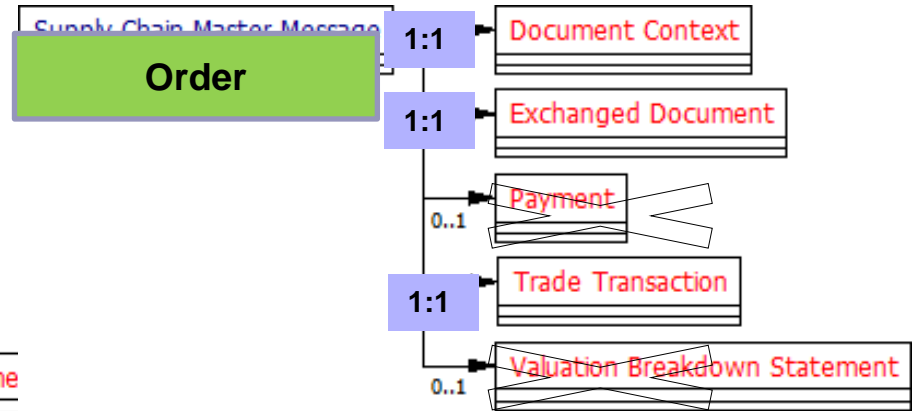 Supply Chain Master Message
Order
1:1
Document Context
1:1
Exchanged Document
Payment
0..1
1:1
Trade Transaction
Valuation Breakdown Statement
0..1
ne